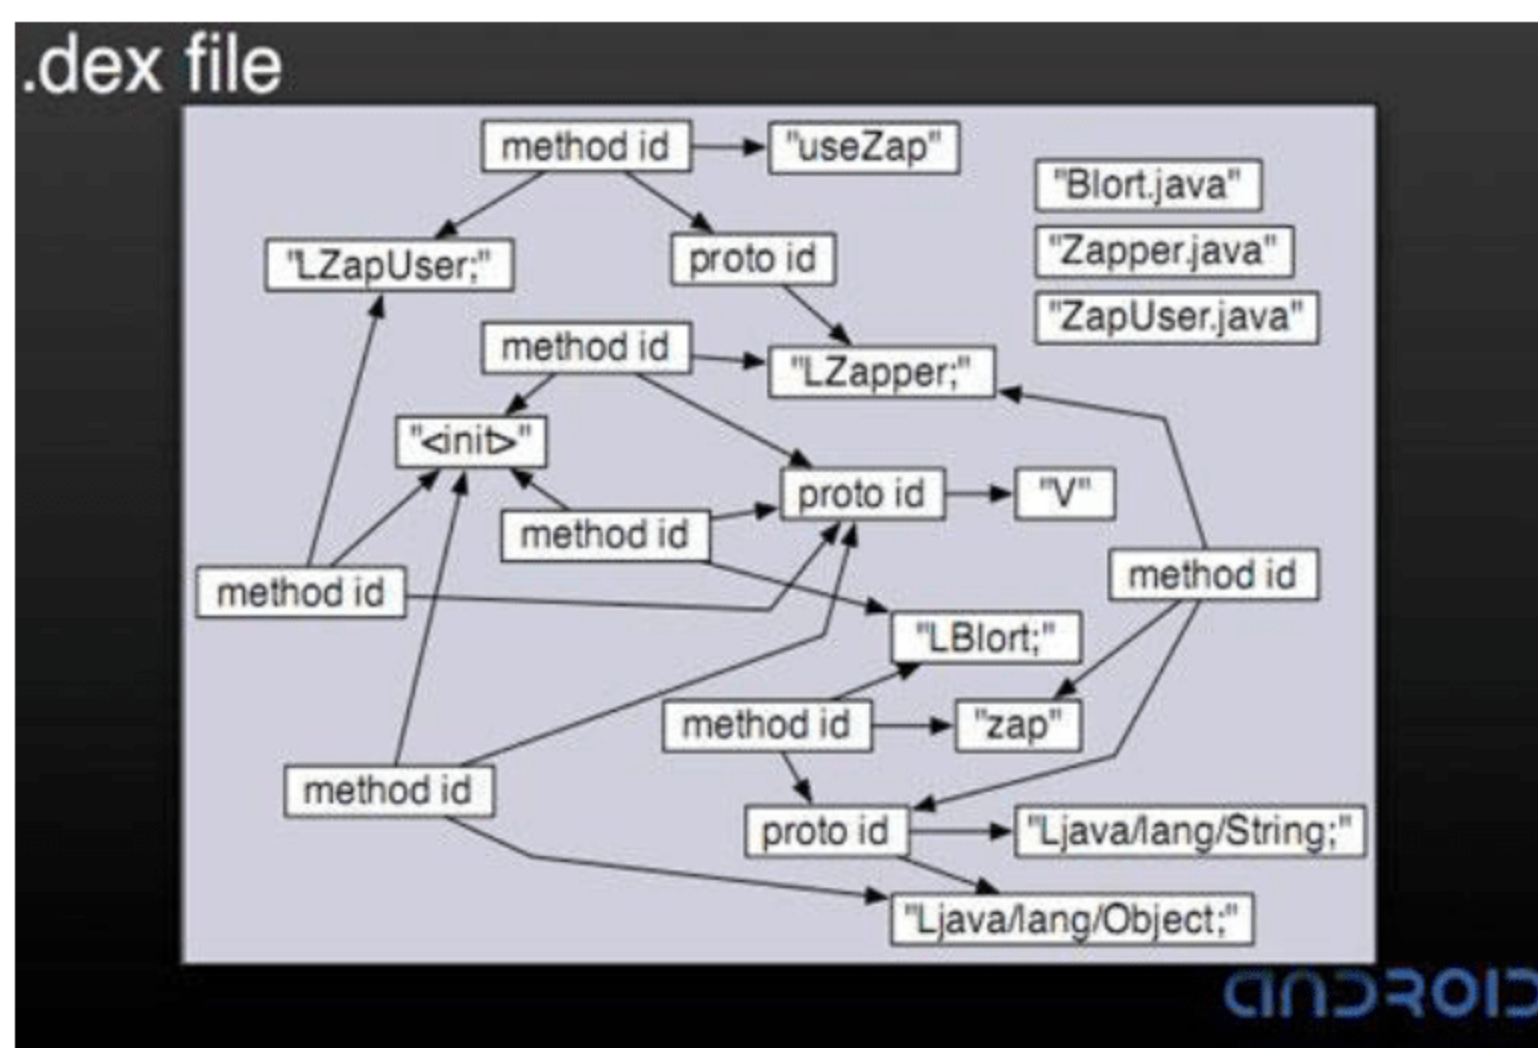 .dex file
method id
"useZap"
"Blort.java"
"LZapUser;"
proto id
"Zapper.java"
"ZapUser.java"
method id
"LZapper;"
"<init>"
proto id
"V"
method id
method id
method id
"LBlort;"
method id
"zap"
method id
proto id
"Ljava/lang/String;"
"Ljava/lang/Object;"
ANDROID